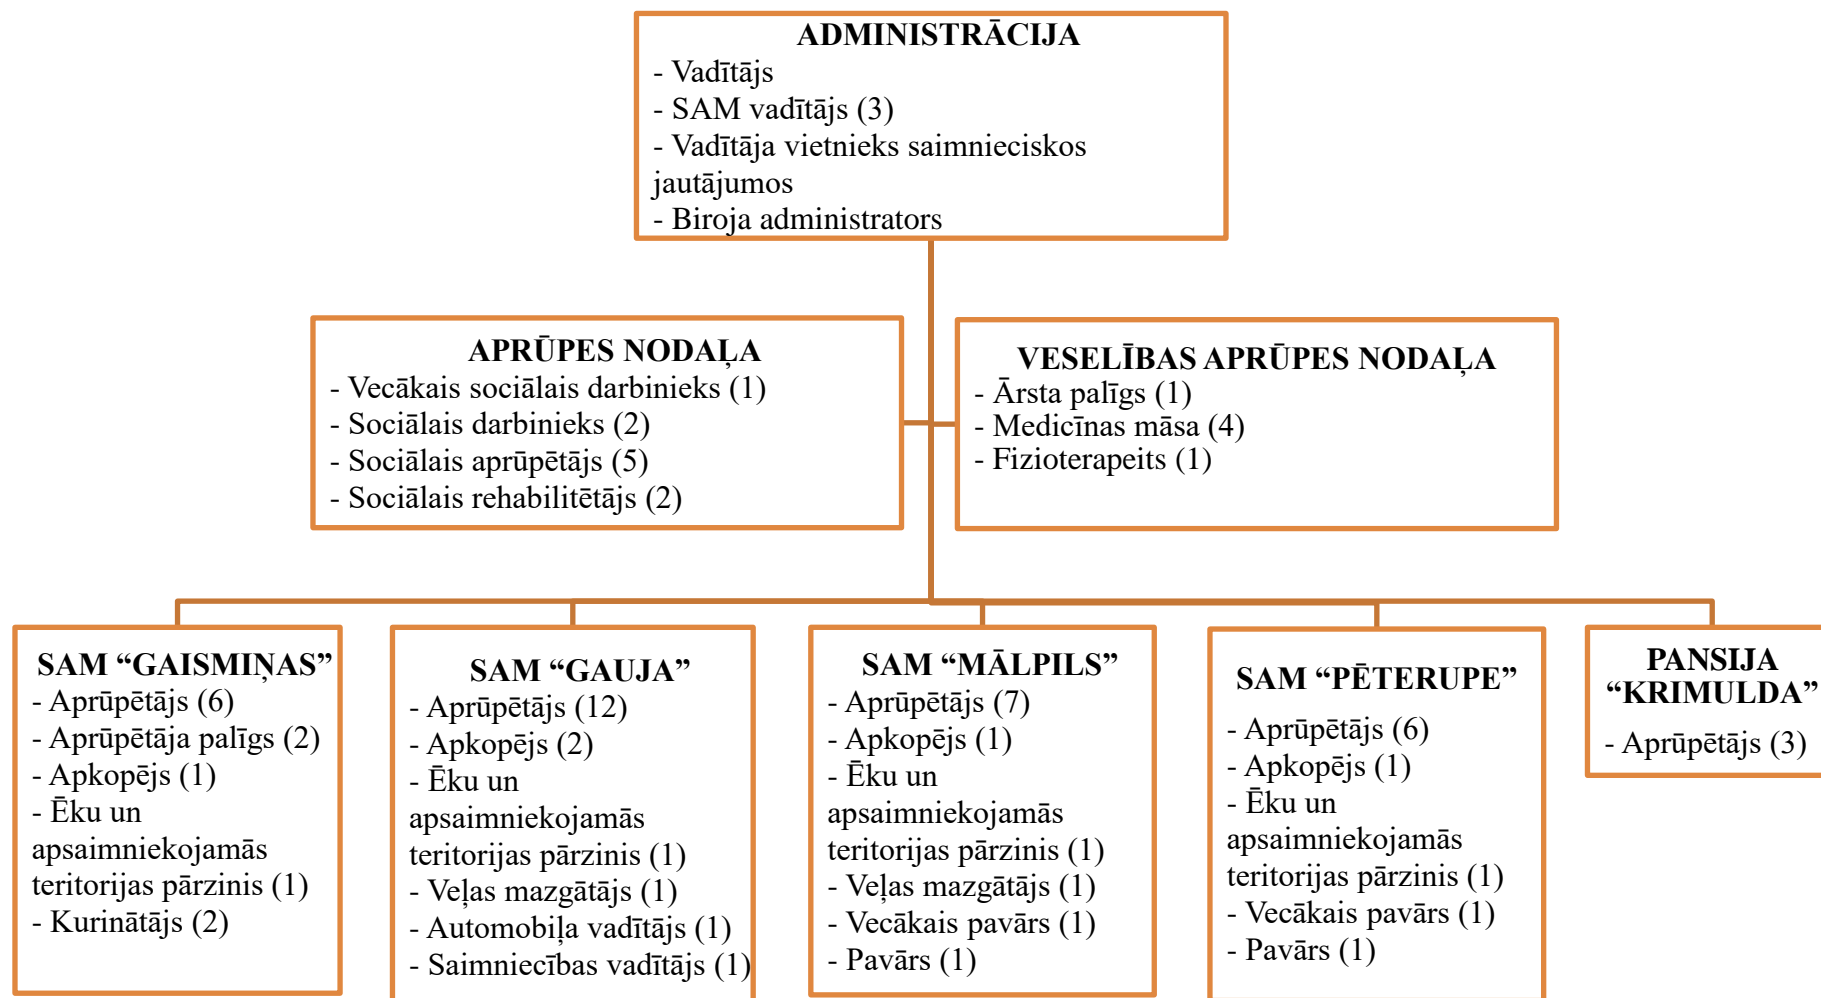 ADMINISTRĀCIJA
- Vadītājs
- SAM vadītājs (3)
- Vadītāja vietnieks saimnieciskos
jautājumos
- Biroja administrators
APRŪPES NODAĻA
- Vecākais sociālais darbinieks (1)
- Sociālais darbinieks (2)
- Sociālais aprūpētājs (5)
- Sociālais rehabilitētājs (2)
VESELĪBAS APRŪPES NODAĻA
- Ārsta palīgs (1)
- Medicīnas māsa (4)
- Fizioterapeits (1)
SAM “GAISMIŅAS”
- Aprūpētājs (6)
- Aprūpētāja palīgs (2)
- Apkopējs (1)
- Ēku un
apsaimniekojamās
teritorijas pārzinis (1)
- Kurinātājs (2)
SAM “GAUJA”
- Aprūpētājs (12)
- Apkopējs (2)
- Ēku un
apsaimniekojamās
teritorijas pārzinis (1)
- Veļas mazgātājs (1)
- Automobiļa vadītājs (1)
- Saimniecības vadītājs (1)
SAM “MĀLPILS”
- Aprūpētājs (7)
- Apkopējs (1)
- Ēku un
apsaimniekojamās
teritorijas pārzinis (1)
- Veļas mazgātājs (1)
- Vecākais pavārs (1)
- Pavārs (1)
SAM “PĒTERUPE”
- Aprūpētājs (6)
- Apkopējs (1)
- Ēku un
apsaimniekojamās
teritorijas pārzinis (1)
- Vecākais pavārs (1)
- Pavārs (1)
PANSIJA
“KRIMULDA”
- Aprūpētājs (3)